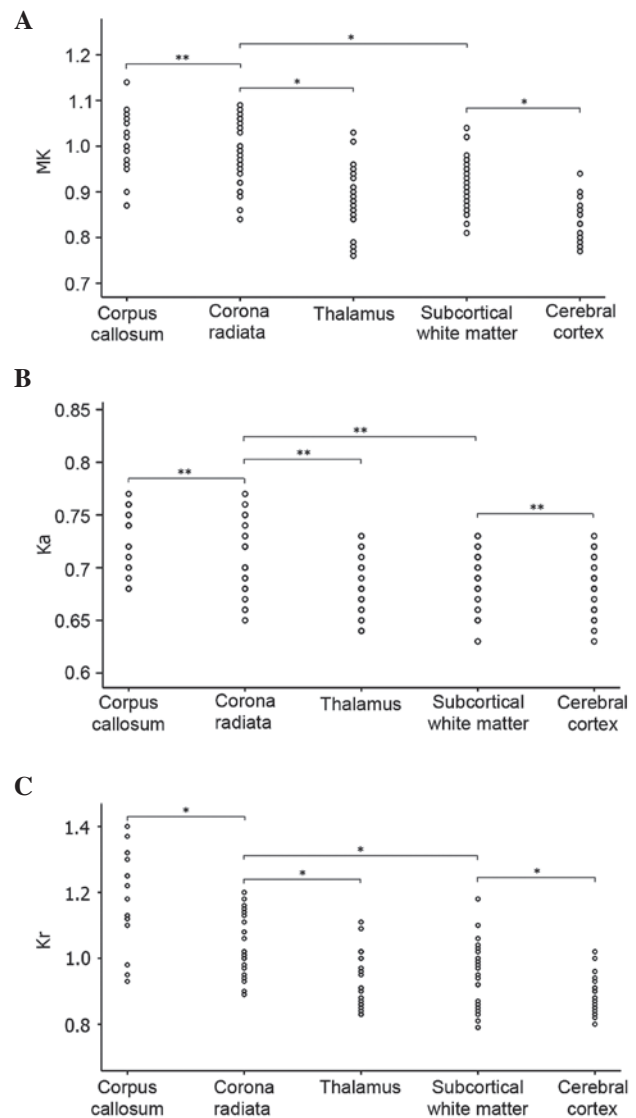 A
1.2
1.1
1.0
0.9
0.8
0.7
MK
**
*
*
*
Corpus callosum
Corona radiata
Thalamus
Subcortical white matter
Cerebral cortex
B
0.85
0.8
0.75
0.7
0.65
0.6
Ka
**
**
**
**
Corpus callosum
Corona radiata
Thalamus
Subcortical white matter
Cerebral cortex
C
1.4
1.2
1.0
0.8
Kr
*
*
*
*
Corpus callosum
Corona radiata
Thalamus
Subcortical white matter
Cerebral cortex